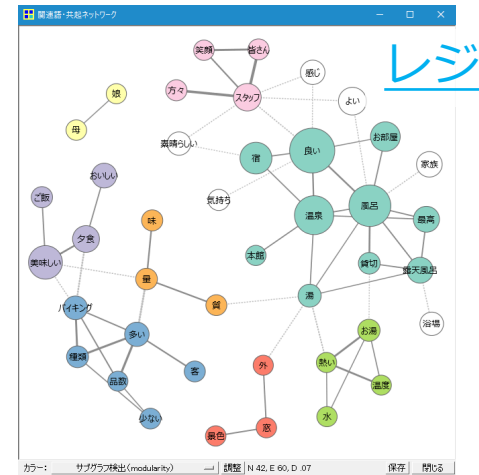 関連語・共起ネットワーク
レジ
笑顔
皆さん
感じ
方々
スタッフ
よい
娘
母
素晴らしい
宿
良い
お部屋
家族
おいしい
ご飯
気持ち
温泉
風呂
最高
味
夕食
美味しい
本館
貸切
露天風呂
量
湯
バイキング
質
浴場
多い
お湯
種類
品数
客
外
熱い
温度
少ない
水
景色
窓
カラー： サブグラフ検出(modularity) 調整 N 42, E 60, D .07 保存 閉じる